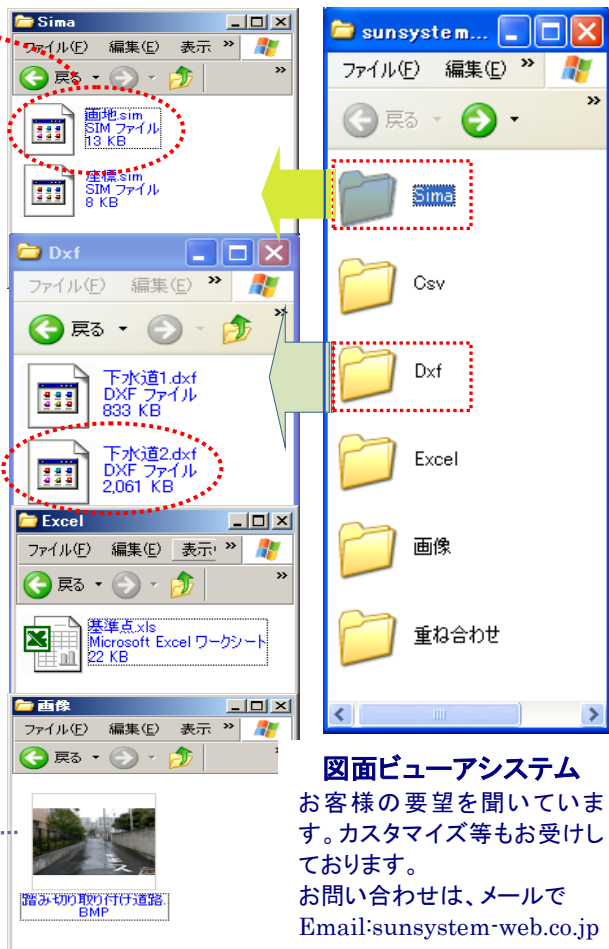 Sima
ファイル(F) 編集(E) 表示 »
戻る »
画地.sim
SIM ファイル
13 KB
座標.sim
SIM ファイル
8 KB
Dxf
ファイル(F) 編集(E) »
戻る »
下水道1.dxf
DXF ファイル
833 KB
下水道2.dxf
DXF ファイル
2,061 KB
Excel
ファイル(F) 編集(E) 表示 »
戻る »
基準点.xls
Microsoft Excel ワークシート
22 KB
画像
ファイル(F) 編集(E) 表示 »
戻る
踏み切り取り付け道路.
BMP
sunsystem...
ファイル(F) 編集(E) »
戻る »
Sima
Csv
Dxf
Excel
画像
重ね合わせ
図面ビューアシステム
お客様の要望を聞いていま
す。カスタマイズ等もお受けし
ております。
お問い合わせは、メールで
Email:sunsystem-web.co.jp